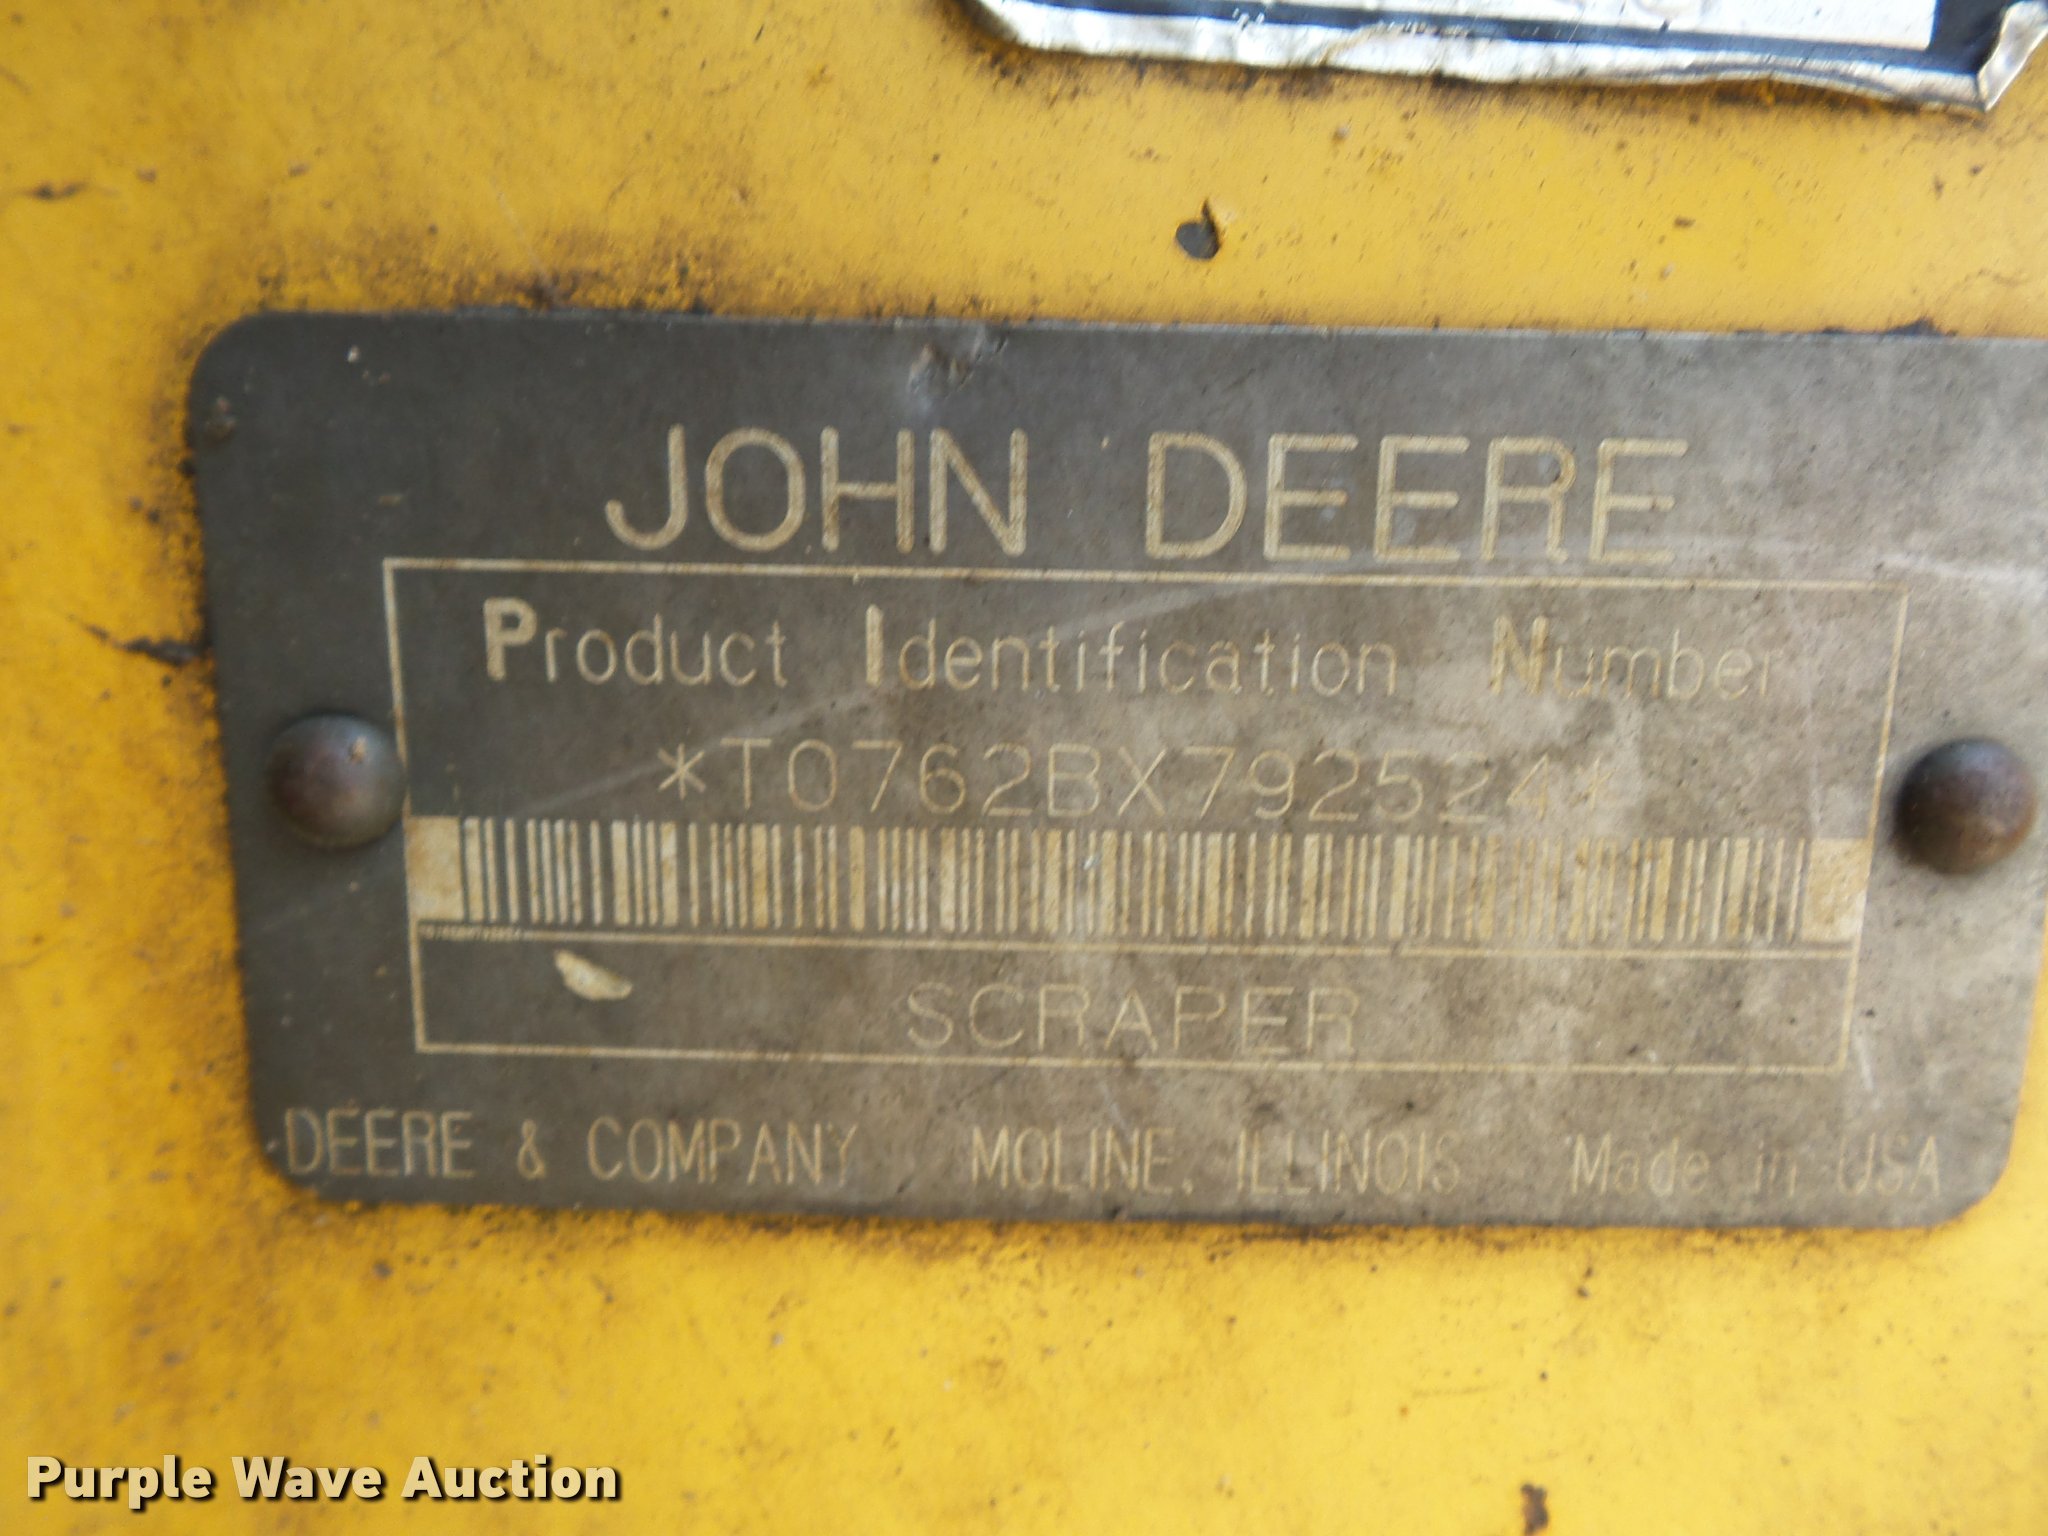 JOHN DEERE
Product Identification Number
*T0762BX792524*
SCRAPER
DEERE & COMPANY MOLINE, ILLINOIS Made in USA
Purple Wave Auction